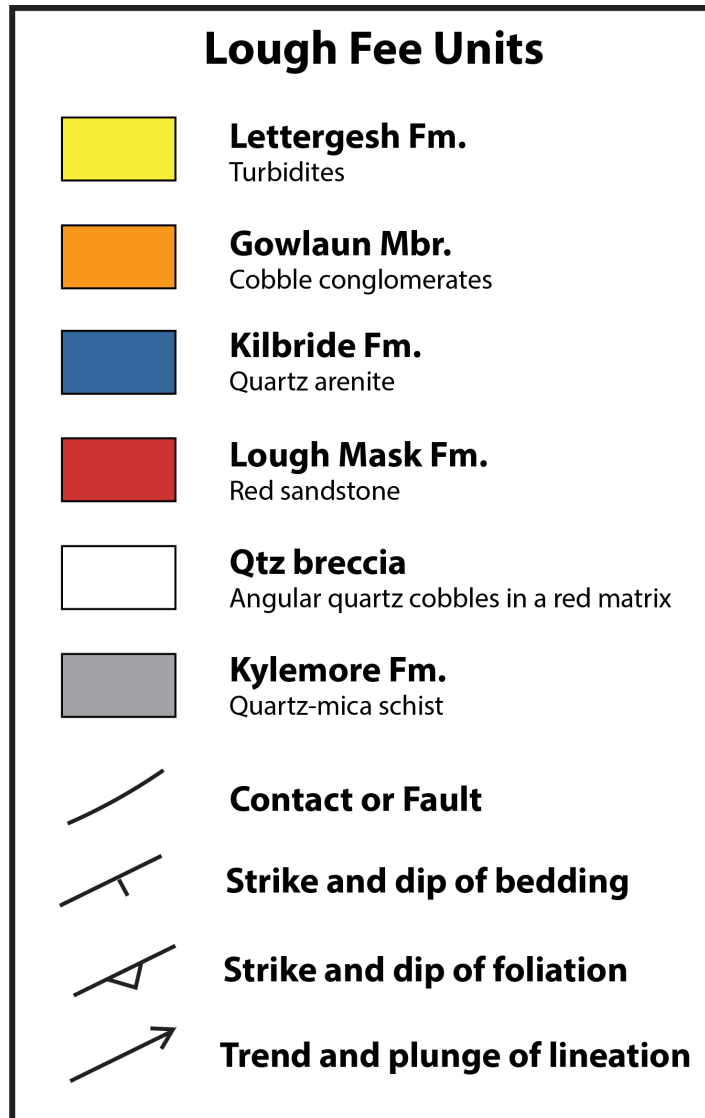 Lough Fee Units
Lettergesh Fm.
Turbidites
Gowlaun Mbr.
Cobble conglomerates
Kilbride Fm.
Quartz arenite
Lough Mask Fm.
Red sandstone
Qtz breccia
Angular quartz cobbles in a red matrix
Kylemore Fm.
Quartz-mica schist
Contact or Fault
Strike and dip of bedding
Strike and dip of foliation
Trend and plunge of lineation